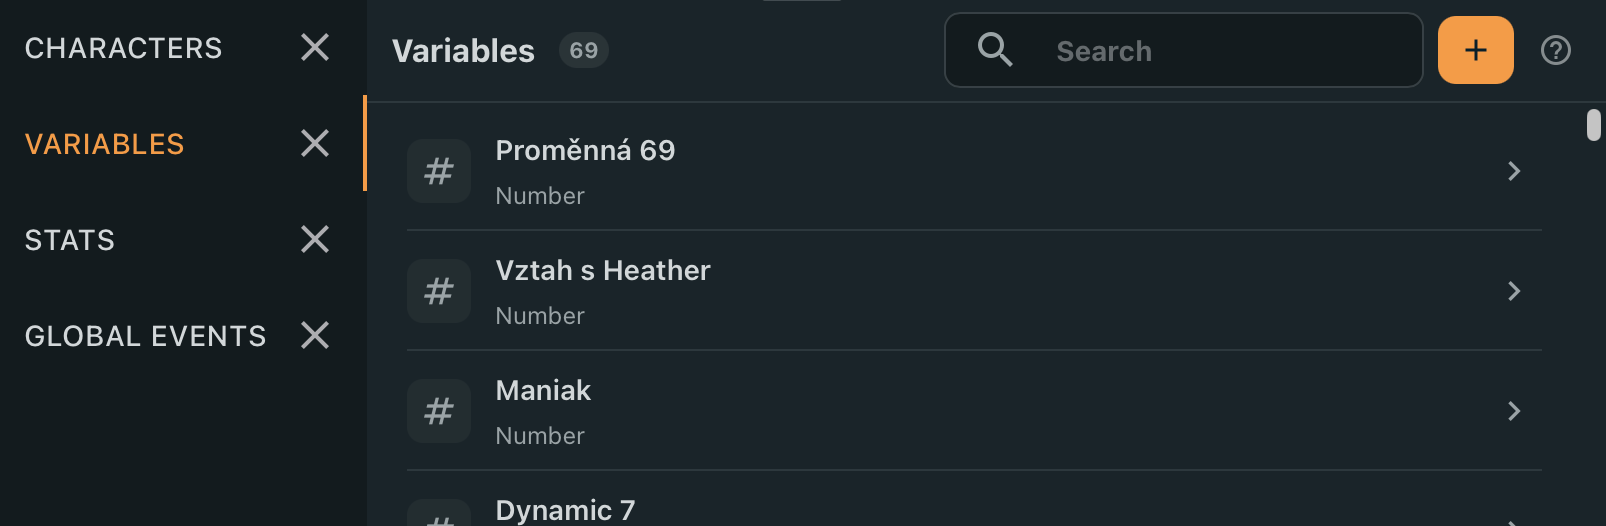 CHARACTERS
VARIABLES
STATS
GLOBAL EVENTS
Variables 69
Search
Proměnná 69
Number
Vztah s Heather
Number
Maniak
Number
Dynamic 7